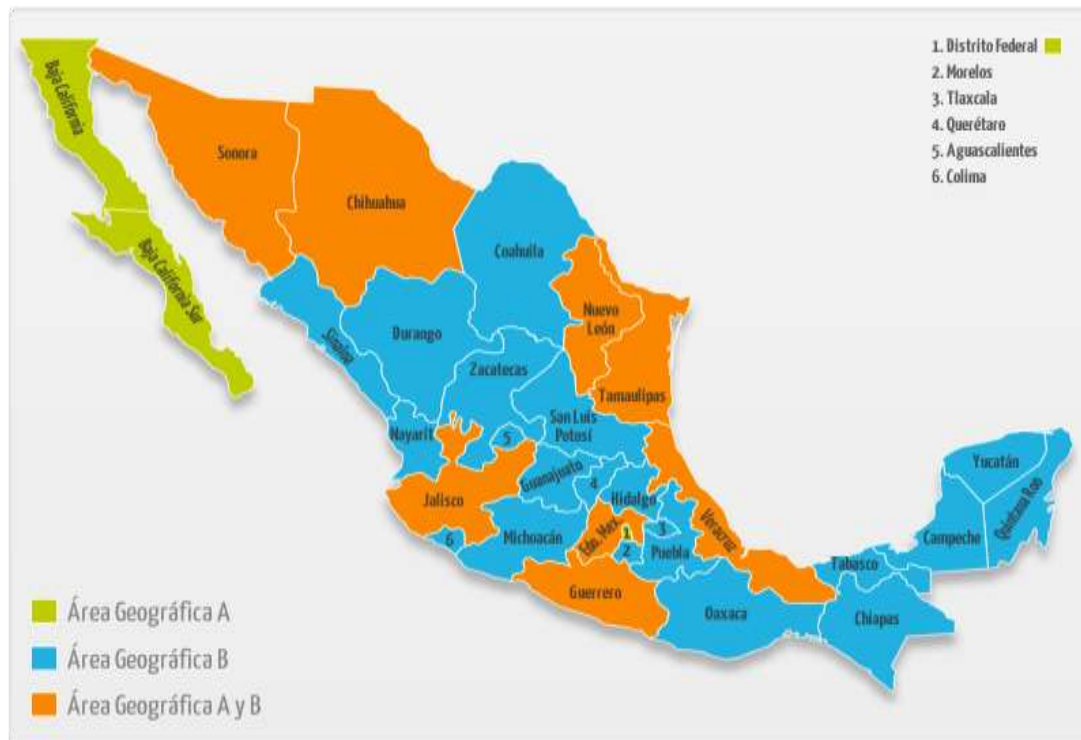 1. Distrito Federal
2. Morelos
3. Tlaxcala
4. Querétaro
5. Aguascalientes
6. Colima
Baja California
Sonora
Chihuahua
Coahuila
Baja California Sur
Nuevo
León
Durango
Sinaloa
Zacatecas
Tamaulipas
San Luis
Potosí
Nayarit
5
Guanajuato
4
Hidalgo
Yucatán
Quintana Roo
Jalisco
Edo. Mex.
1
3
Veracruz
6
Michoacán
2
Puebla
Campeche
Tabasco
Guerrero
Oaxaca
Chiapas
Área Geográfica A
Área Geográfica B
Área Geográfica A y B